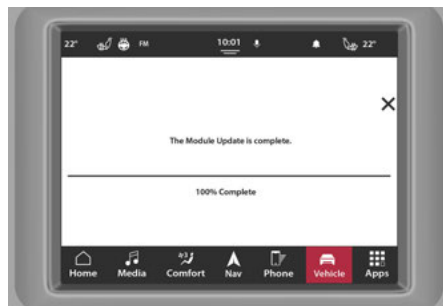 22° FM 10:01 22°
The Module Update is complete.
100% Complete
Home Media Comfort Nav Phone Vehicle Apps